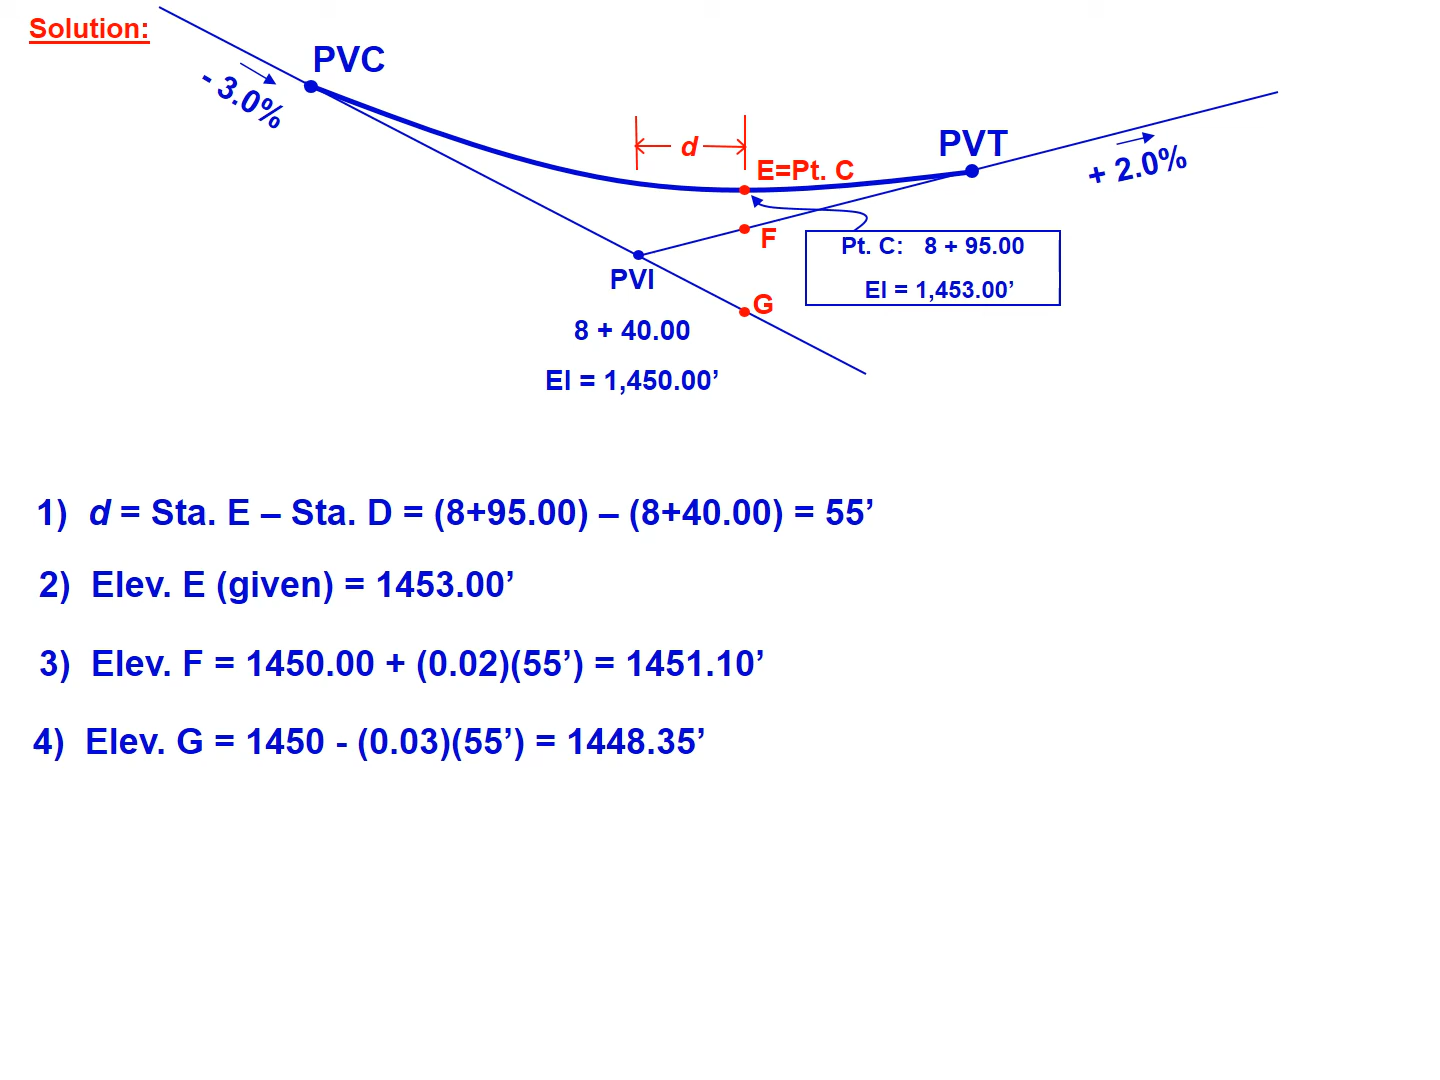 Solution:
PVC
- 3.0%
d
E=Pt. C
PVT
+ 2.0%
F
Pt. C: 8 + 95.00
El = 1,453.00’
PVI
G
8 + 40.00
El = 1,450.00’
1) d = Sta. E – Sta. D = (8+95.00) – (8+40.00) = 55’
2) Elev. E (given) = 1453.00’
3) Elev. F = 1450.00 + (0.02)(55’) = 1451.10’
4) Elev. G = 1450 - (0.03)(55’) = 1448.35’